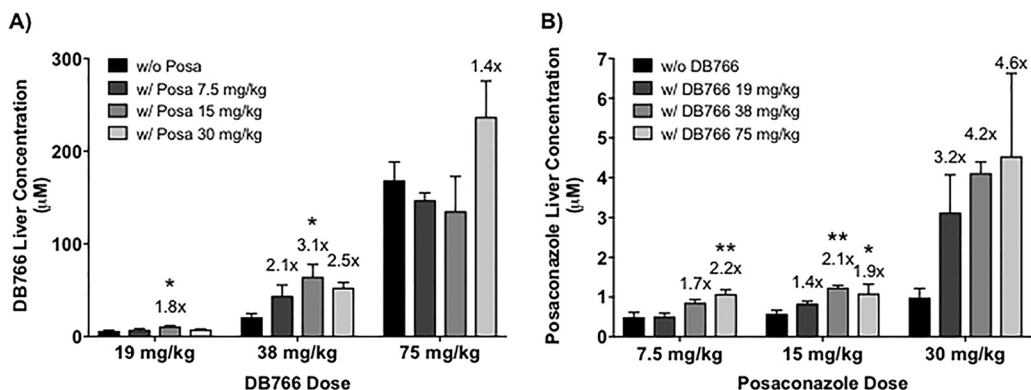 A)
DB766 Liver Concentration
(µM)
300
200
100
0
w/o Posa
w/ Posa 7.5 mg/kg
w/ Posa 15 mg/kg
w/ Posa 30 mg/kg
*
1.8x
2.1x
*
3.1x
2.5x
1.4x
19 mg/kg
38 mg/kg
75 mg/kg
DB766 Dose
B)
Posaconazole Liver Concentration
(µM)
7
6
5
4
3
2
1
0
w/o DB766
w/ DB766 19 mg/kg
w/ DB766 38 mg/kg
w/ DB766 75 mg/kg
1.7x
**
2.2x
1.4x
**
2.1x
*
1.9x
3.2x
4.2x
4.6x
7.5 mg/kg
15 mg/kg
30 mg/kg
Posaconazole Dose